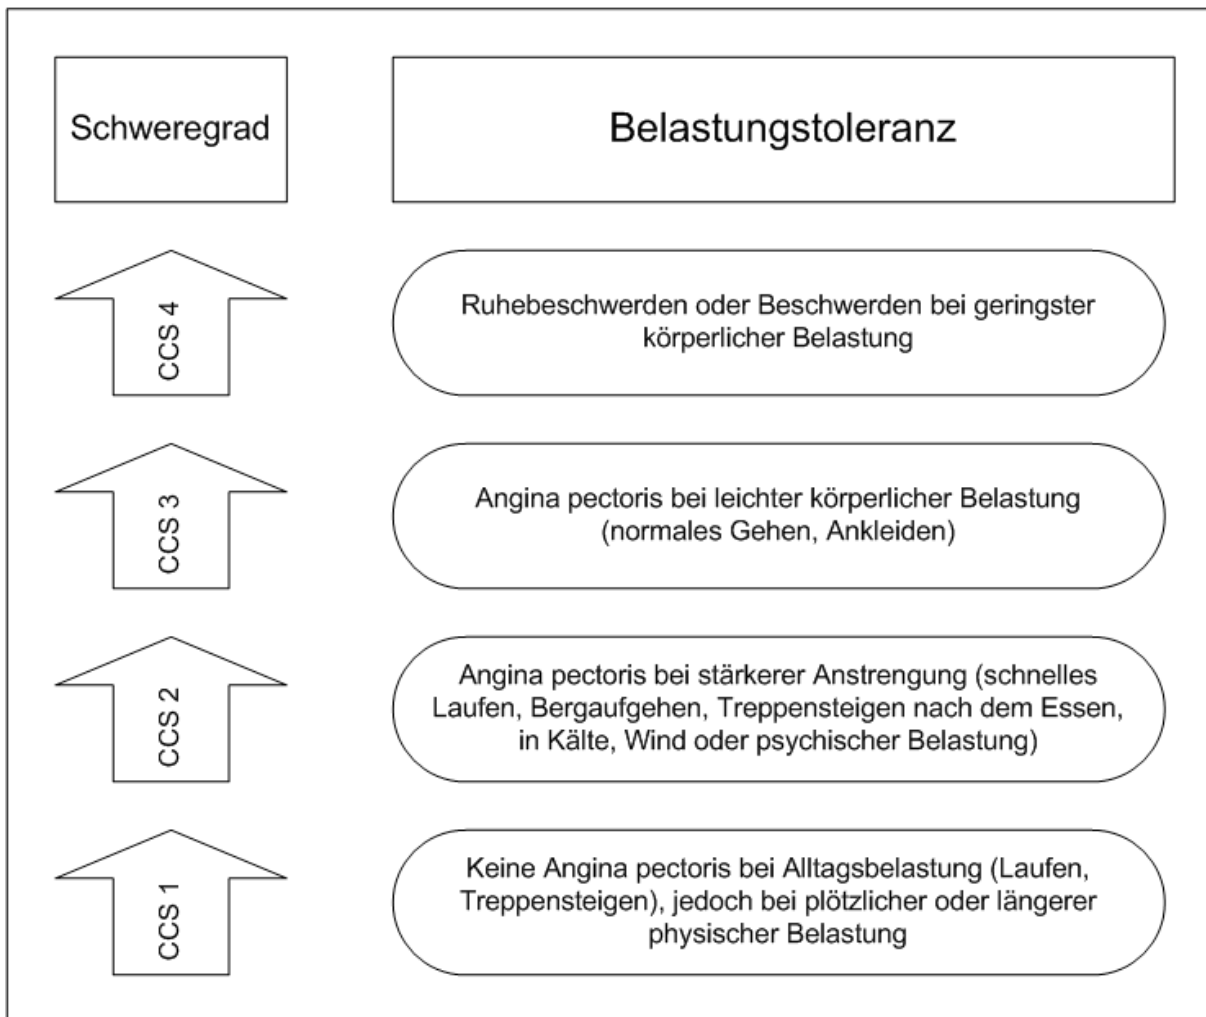 Schweregrad
Belastungstoleranz
CCS 4
Ruhebeschwerden oder Beschwerden bei geringster
körperlicher Belastung
CCS 3
Angina pectoris bei leichter körperlicher Belastung
(normales Gehen, Ankleiden)
CCS 2
Angina pectoris bei stärkerer Anstrengung (schnelles
Laufen, Bergaufgehen, Treppensteigen nach dem Essen,
in Kälte, Wind oder psychischer Belastung)
CCS 1
Keine Angina pectoris bei Alltagsbelastung (Laufen,
Treppensteigen), jedoch bei plötzlicher oder längerer
physischer Belastung